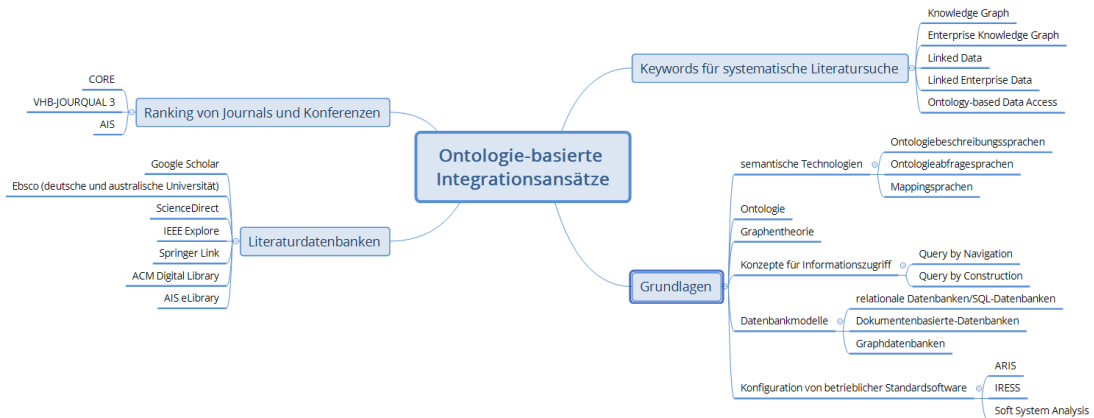 Ontologie-basierte
Integrationsansätze
Ranking von Journals und Konferenzen
CORE
VHB-JOURQUAL 3
AIS
Literaturdatenbanken
Google Scholar
Ebsco (deutsche und australische Universität)
ScienceDirect
IEEE Explore
Springer Link
ACM Digital Library
AIS eLibrary
Keywords für systematische Literatursuche
Knowledge Graph
Enterprise Knowledge Graph
Linked Data
Linked Enterprise Data
Ontology-based Data Access
Grundlagen
semantische Technologien
Ontologiebeschreibungssprachen
Ontologieabfragesprachen
Mappingsprachen
Ontologie
Graphentheorie
Konzepte für Informationszugriff
Query by Navigation
Query by Construction
Datenbankmodelle
relationale Datenbanken/SQL-Datenbanken
Dokumentenbasierte-Datenbanken
Graphdatenbanken
Konfiguration von betrieblicher Standardsoftware
ARIS
IRESS
Soft System Analysis